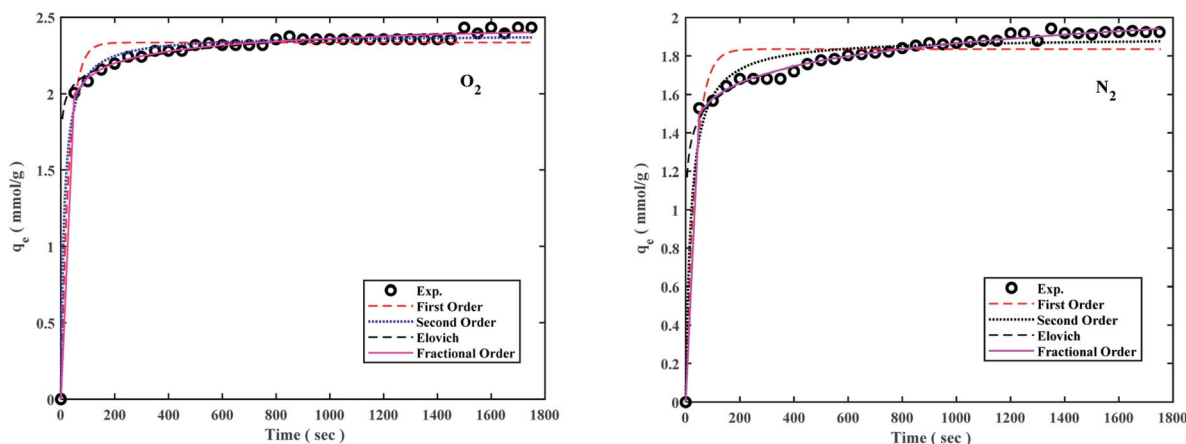 2.5
2
1.5
1
0.5
0
q_e ( mmol/g )
O_2
Exp.
First Order
Second Order
Elovich
Fractional Order
0 200 400 600 800 1000 1200 1400 1600 1800
Time ( sec )
2
1.8
1.6
1.4
1.2
1
0.8
0.6
0.4
0.2
0
q_e ( mmol/g )
N_2
Exp.
First Order
Second Order
Elovich
Fractional Order
0 200 400 600 800 1000 1200 1400 1600 1800
Time ( sec )